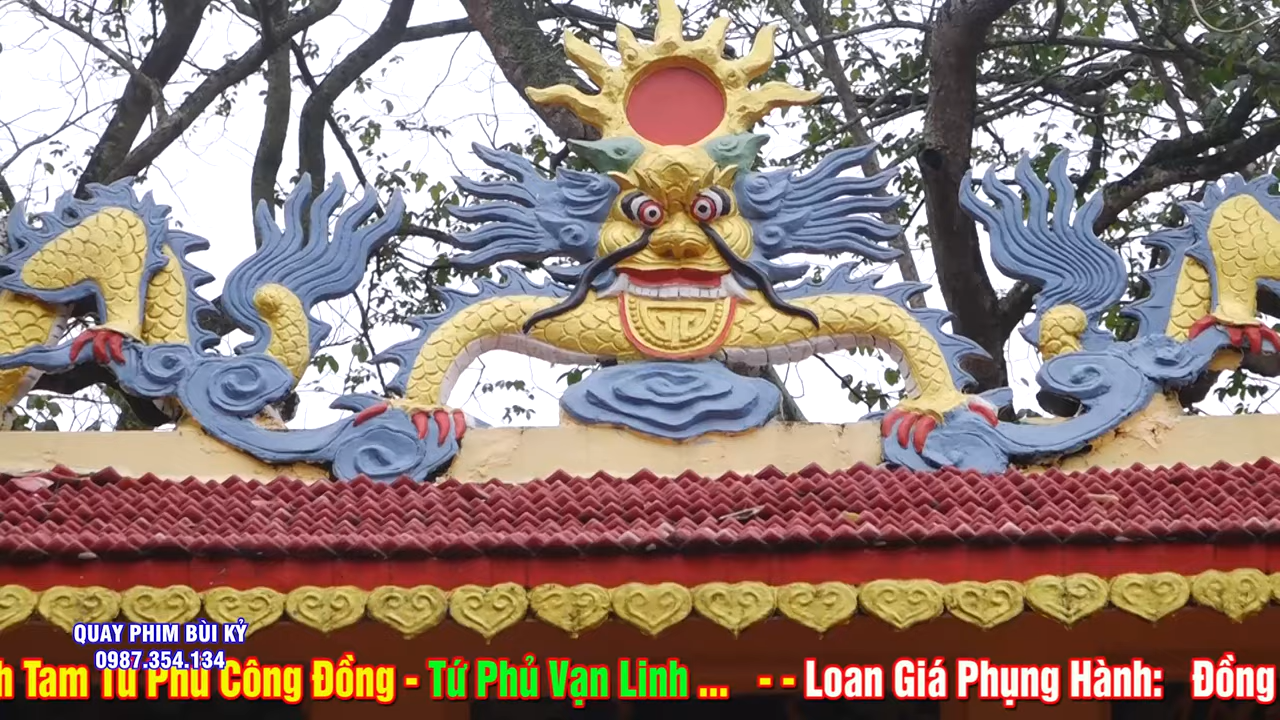 QUAY PHIM BÙI KỶ
0987.354.134
h Tam Tứ Phủ Công Đồng - Tứ Phủ Vạn Linh ... - - Loan Giá Phụng Hành: Đồng